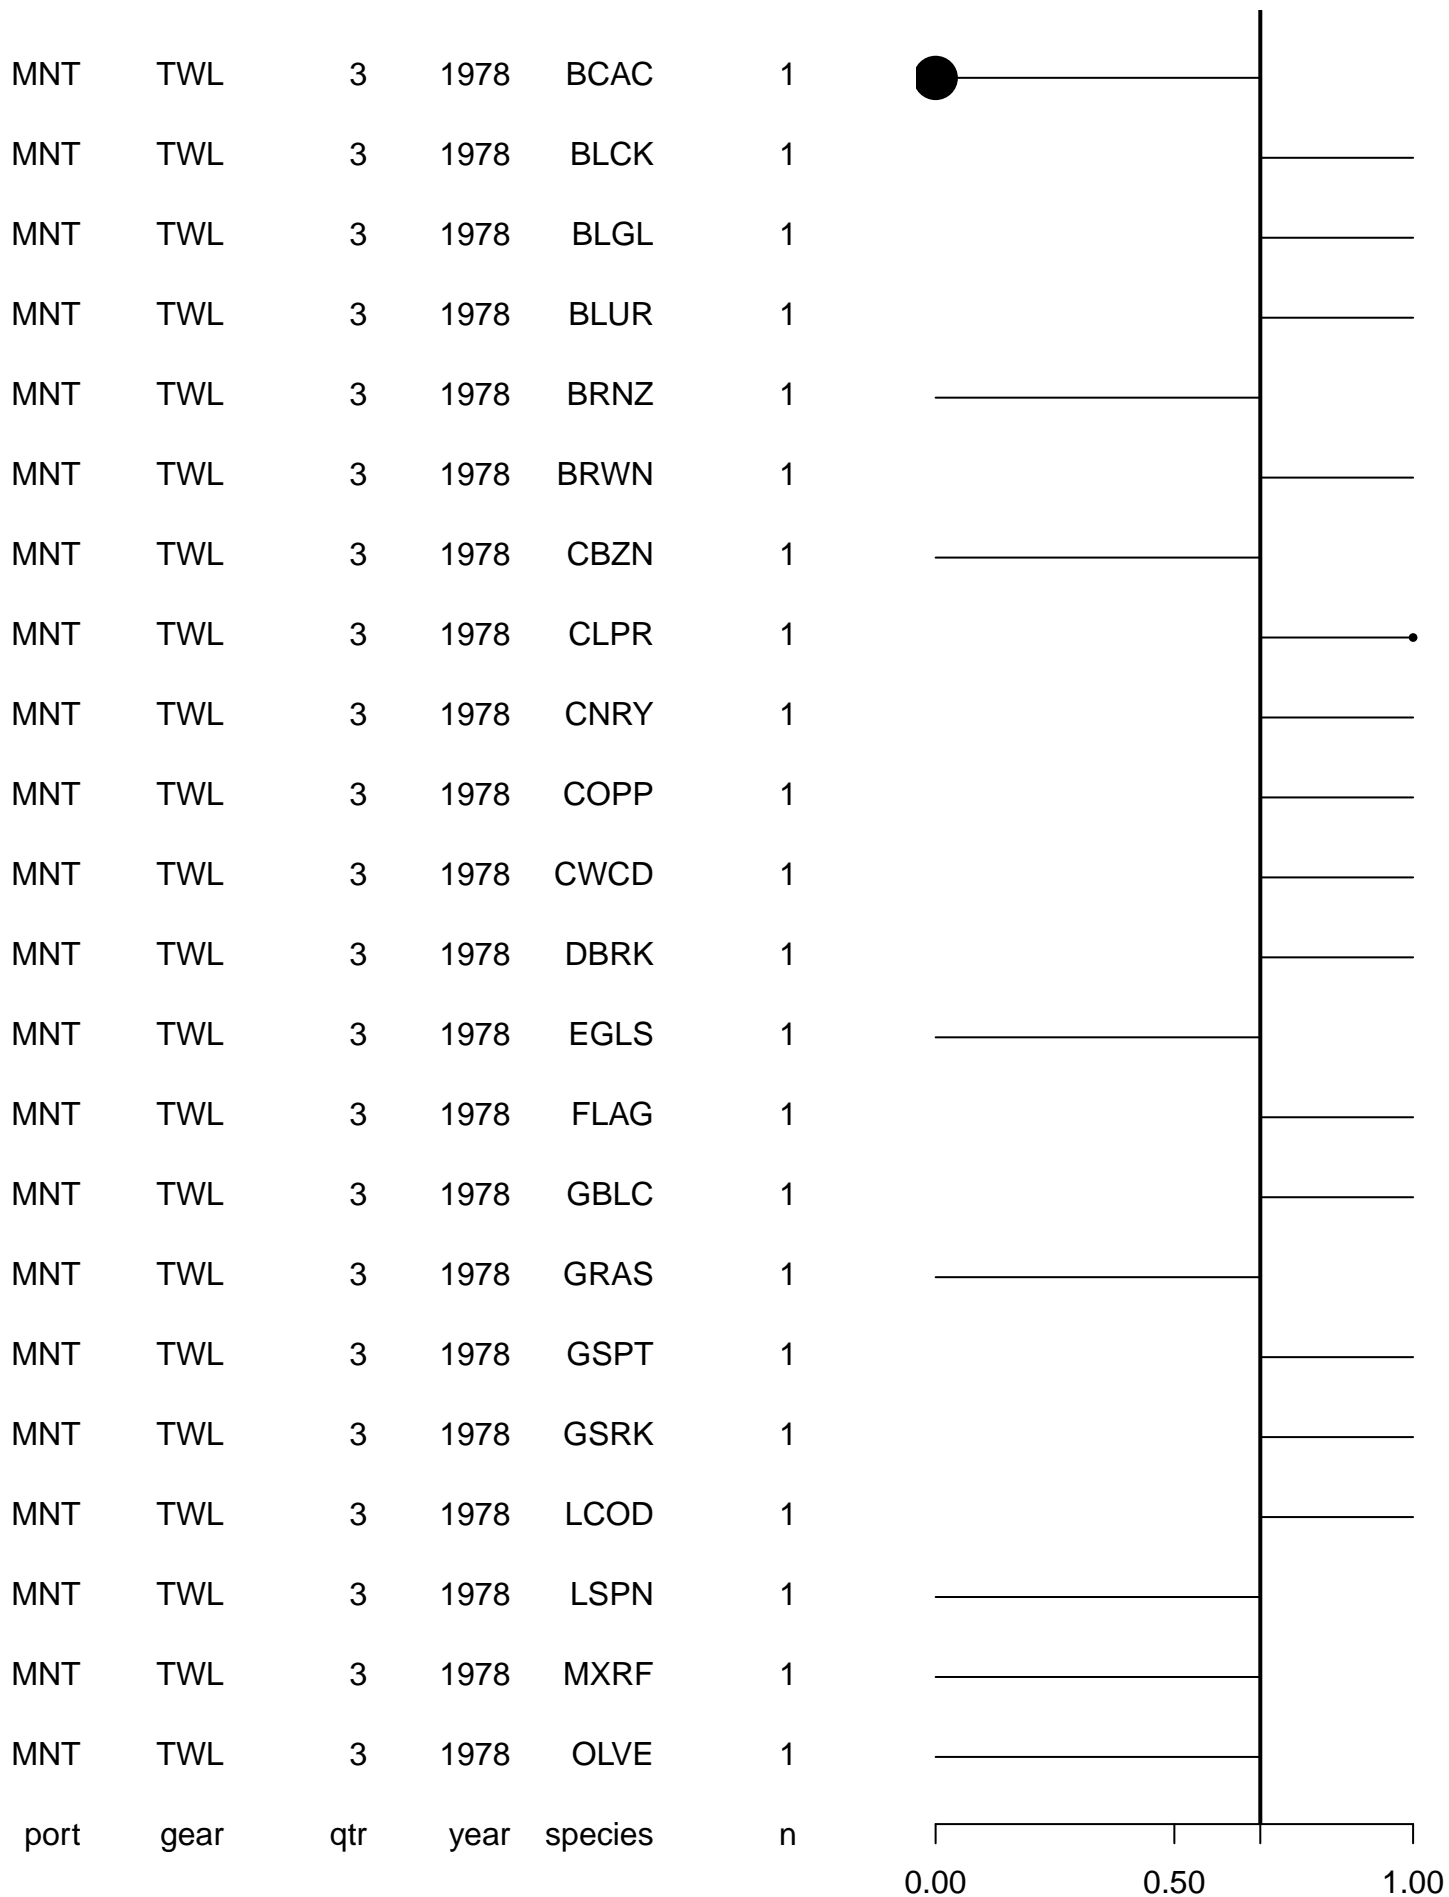 MNT TWL 3 1978 BCAC 1
MNT TWL 3 1978 BLCK 1
MNT TWL 3 1978 BLGL 1
MNT TWL 3 1978 BLUR 1
MNT TWL 3 1978 BRNZ 1
MNT TWL 3 1978 BRWN 1
MNT TWL 3 1978 CBZN 1
MNT TWL 3 1978 CLPR 1
MNT TWL 3 1978 CNRY 1
MNT TWL 3 1978 COPP 1
MNT TWL 3 1978 CWCD 1
MNT TWL 3 1978 DBRK 1
MNT TWL 3 1978 EGLS 1
MNT TWL 3 1978 FLAG 1
MNT TWL 3 1978 GBLC 1
MNT TWL 3 1978 GRAS 1
MNT TWL 3 1978 GSPT 1
MNT TWL 3 1978 GSRK 1
MNT TWL 3 1978 LCOD 1
MNT TWL 3 1978 LSPN 1
MNT TWL 3 1978 MXRF 1
MNT TWL 3 1978 OLVE 1
port gear qtr year species n
0.00 0.50 1.00